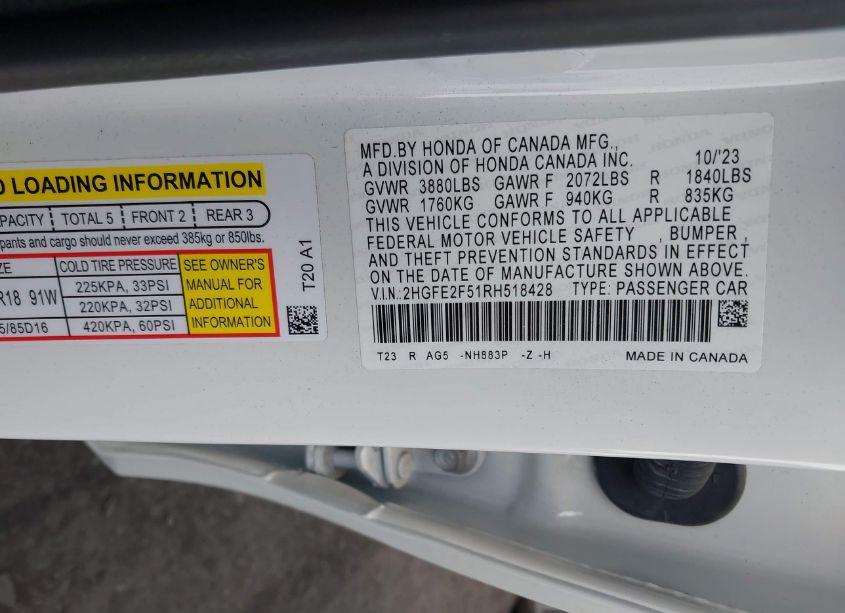 LOADING INFORMATION
TOTAL 5 FRONT 2 REAR 3
and cargo should never exceed 385kg or 850lbs.
COLD TIRE PRESSURE SEE OWNER'S
225KPA, 33PSI MANUAL FOR
R18 91W 220KPA, 32PSI ADDITIONAL
5/85D16 420KPA, 60PSI INFORMATION
T20 A1
MFD.BY HONDA OF CANADA MFG.,
A DIVISION OF HONDA CANADA INC. 10/'23
GVWR 3880LBS GAWR F 2072LBS R 1840LBS
GVWR 1760KG GAWR F 940KG R 835KG
THIS VEHICLE CONFORMS TO ALL APPLICABLE
FEDERAL MOTOR VEHICLE SAFETY , BUMPER ,
AND THEFT PREVENTION STANDARDS IN EFFECT
ON THE DATE OF MANUFACTURE SHOWN ABOVE.
V.I.N.:2HGFE2F51RH518428 TYPE: PASSENGER CAR
T23 R AG5 -NH883P -Z -H MADE IN CANADA